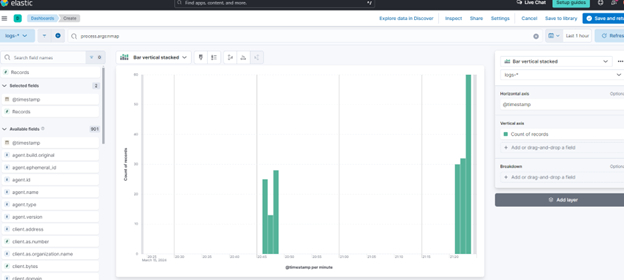 elastic
Find apps, content, and more.
Live Chat
Setup guides
Dashboards
Create
Explore data in Discover
Inspect
Share
Settings
Cancel
Save to library
Save and retu
logs-*
process.args:nmap
Last 1 hour
Refresh
Search field names
Records
Selected fields 2
@timestamp
Records
Available fields
@timestamp
agent.build.original
agent.ephemeral_id
agent.id
agent.name
agent.type
agent.version
client.address
client.as.number
client.as.organization.name
client.bytes
client.domain
Bar vertical stacked
Count of records
@timestamp per minute
Bar vertical stacked
logs-*
Horizontal axis
Optional
@timestamp
Vertical axis
Count of records
Add or drag-and-drop a field
Breakdown
Optional
Add or drag-and-drop a field
Add layer